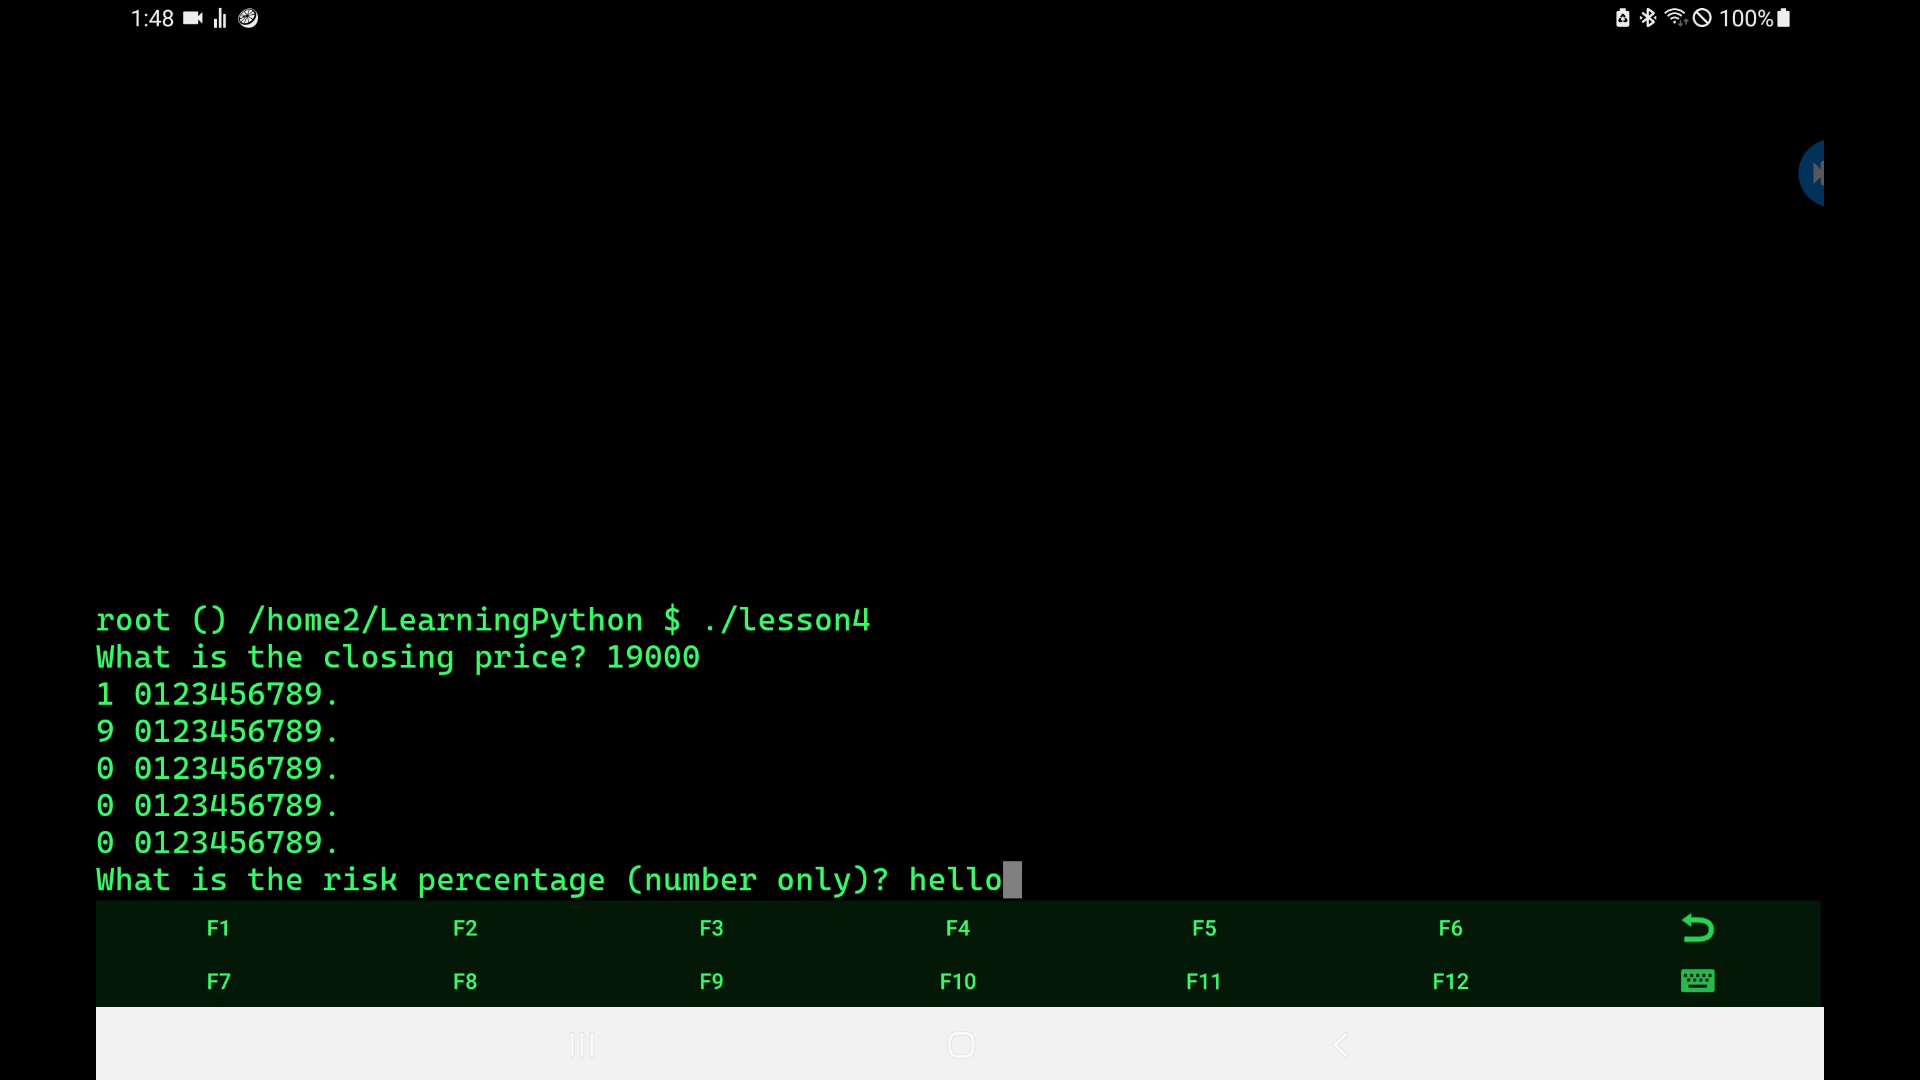 1:48 100%
root () /home2/LearningPython $ ./lesson4
What is the closing price? 19000
1 0123456789.
9 0123456789.
0 0123456789.
0 0123456789.
0 0123456789.
What is the risk percentage (number only)? hello
F1 F2 F3 F4 F5 F6
F7 F8 F9 F10 F11 F12